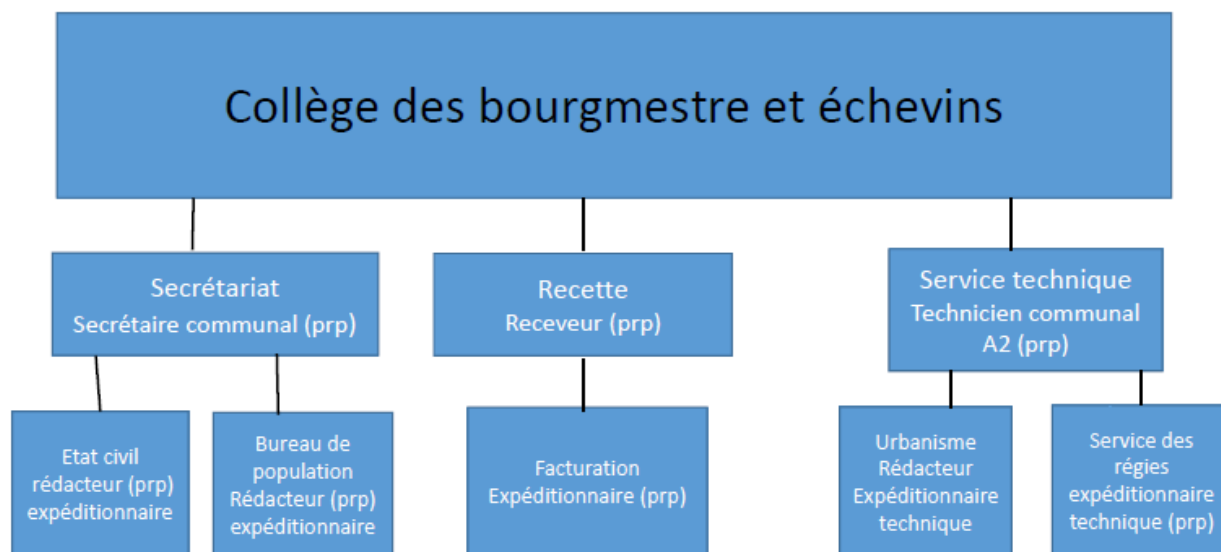 Collège des bourgmestre et échevins
Secrétariat
Secrétaire communal (prp)
Recette
Receveur (prp)
Service technique
Technicien communal
A2 (prp)
Etat civil
rédacteur (prp)
expéditionnaire
Bureau de
population
Rédacteur (prp)
expéditionnaire
Facturation
Expéditionnaire (prp)
Urbanisme
Rédacteur
Expéditionnaire
technique
Service des
régies
expéditionnaire
technique (prp)